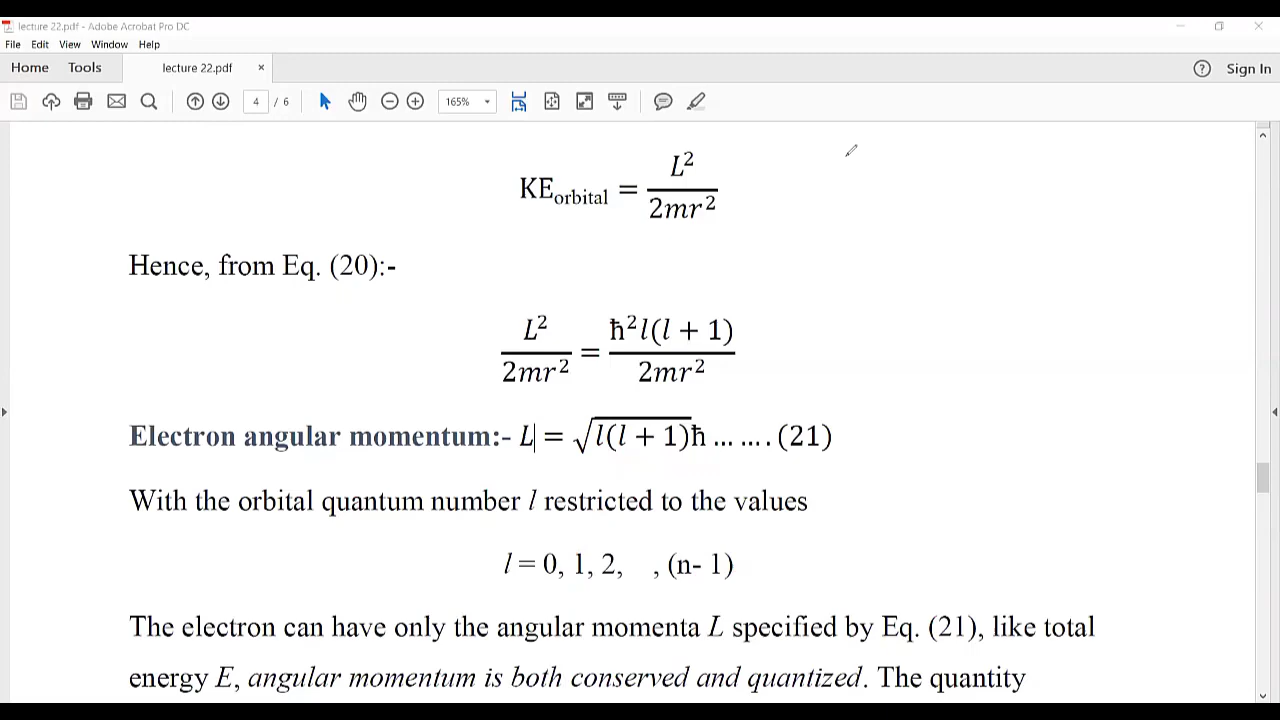 lecture 22.pdf - Adobe Acrobat Pro DC
File Edit View Window Help
Home Tools lecture 22.pdf × Sign In
4 / 6 165%
KE_orbital = L² / 2mr²
Hence, from Eq. (20):-
L² / 2mr² = ħ²l(l + 1) / 2mr²
Electron angular momentum:- L = √l(l + 1)ħ … … . (21)
With the orbital quantum number l restricted to the values
l = 0, 1, 2, , (n- 1)
The electron can have only the angular momenta L specified by Eq. (21), like total
energy E, angular momentum is both conserved and quantized. The quantity